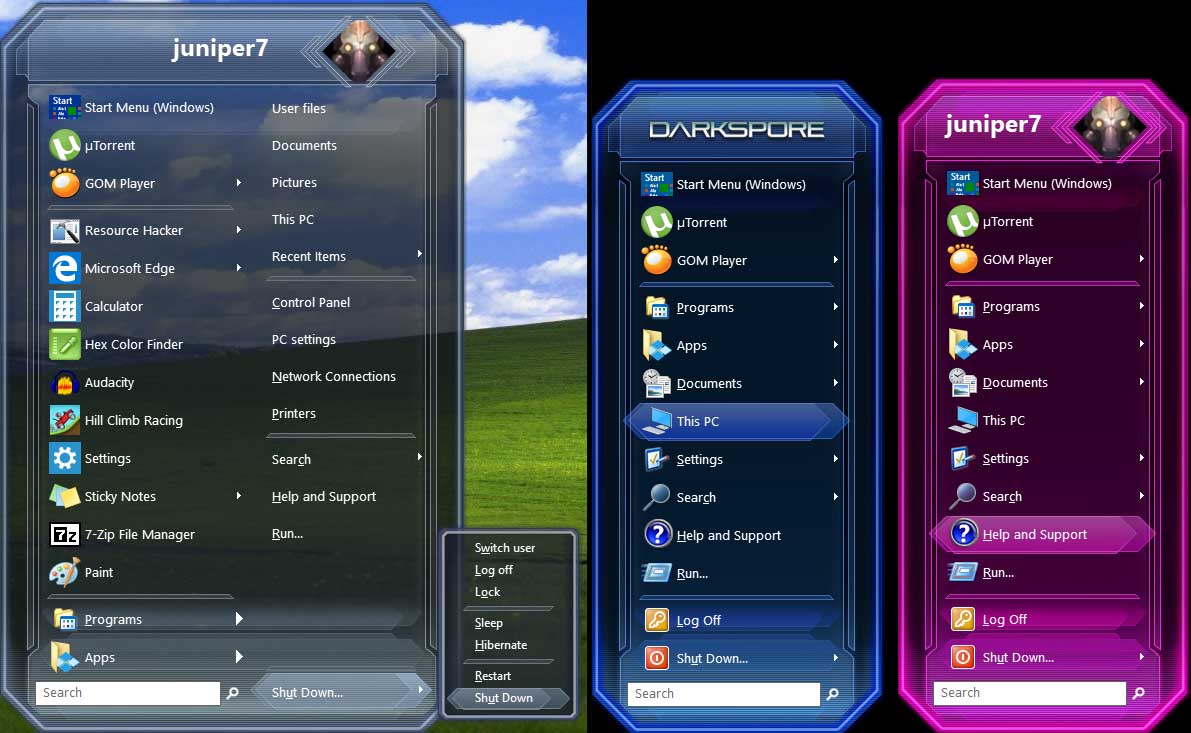 juniper7
Start Menu (Windows)
µTorrent
GOM Player
Resource Hacker
Microsoft Edge
Calculator
Hex Color Finder
Audacity
Hill Climb Racing
Settings
Sticky Notes
7-Zip File Manager
Paint
Programs
Apps
Search
User files
Documents
Pictures
This PC
Recent Items
Control Panel
PC settings
Network Connections
Printers
Search
Help and Support
Run...
Shut Down...
Switch user
Log off
Lock
Sleep
Hibernate
Restart
Shut Down
DARKSPORE
Start Menu (Windows)
µTorrent
GOM Player
Programs
Apps
Documents
This PC
Settings
Search
Help and Support
Run...
Log Off
Shut Down...
Search
juniper7
Start Menu (Windows)
µTorrent
GOM Player
Programs
Apps
Documents
This PC
Settings
Search
Help and Support
Run...
Log Off
Shut Down...
Search